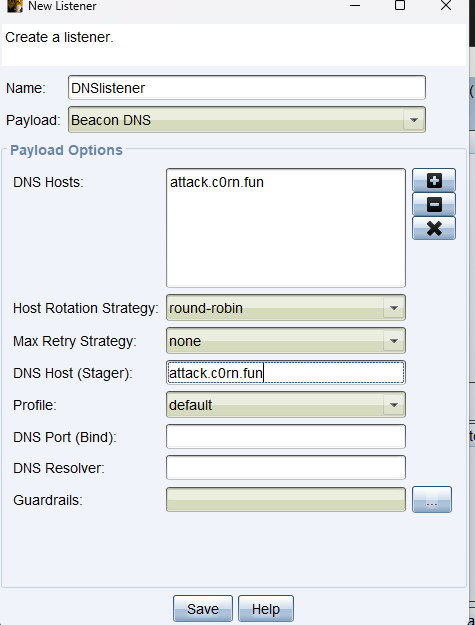 New Listener
Create a listener.
Name: DNSlistener
Payload: Beacon DNS
Payload Options
DNS Hosts: attack.c0rn.fun
Host Rotation Strategy: round-robin
Max Retry Strategy: none
DNS Host (Stager): attack.c0rn.fun
Profile: default
DNS Port (Bind):
DNS Resolver:
Guardrails: ...
Save Help